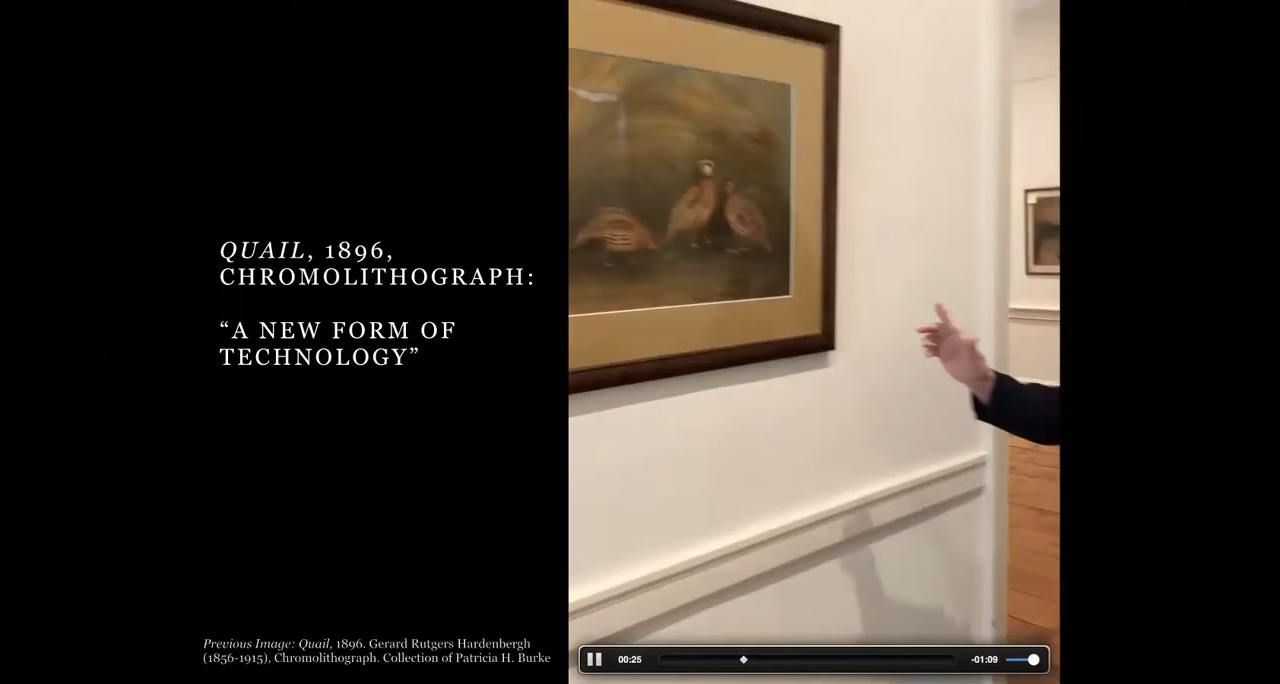 QUAIL, 1896,
CHROMOLITHOGRAPH:
“A NEW FORM OF
TECHNOLOGY”
Previous Image: Quail, 1896. Gerard Rutgers Hardenbergh
(1856-1915), Chromolithograph. Collection of Patricia H. Burke
00:25
-01:09